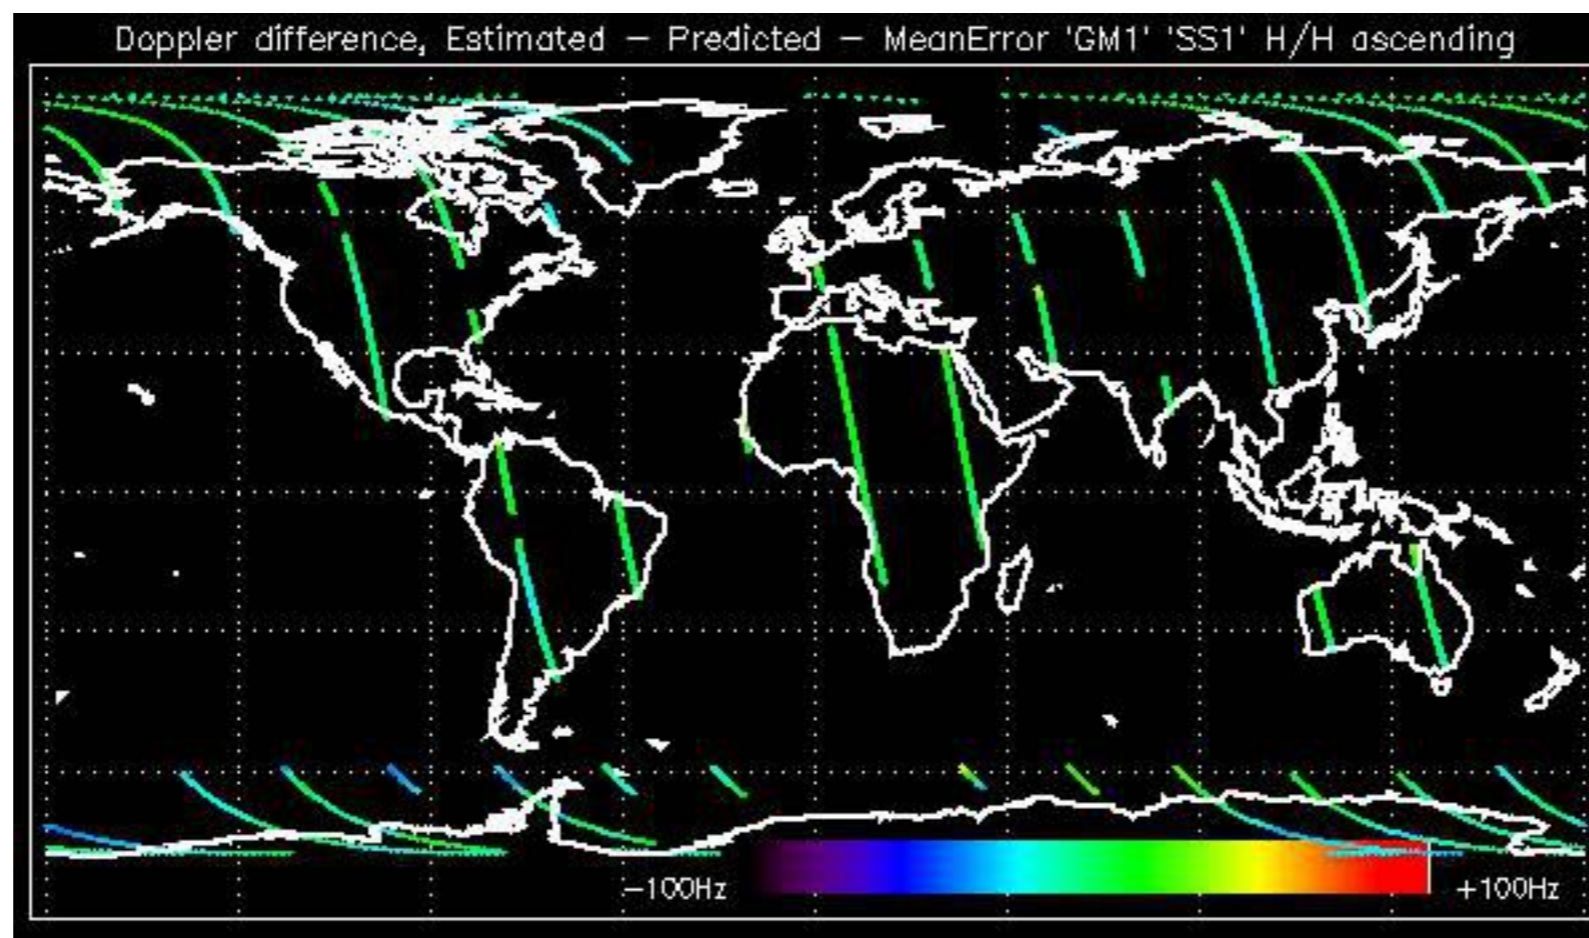 Doppler difference, Estimated – Predicted – MeanError 'GM1' 'SS1' H/H ascending
–100Hz
+100Hz